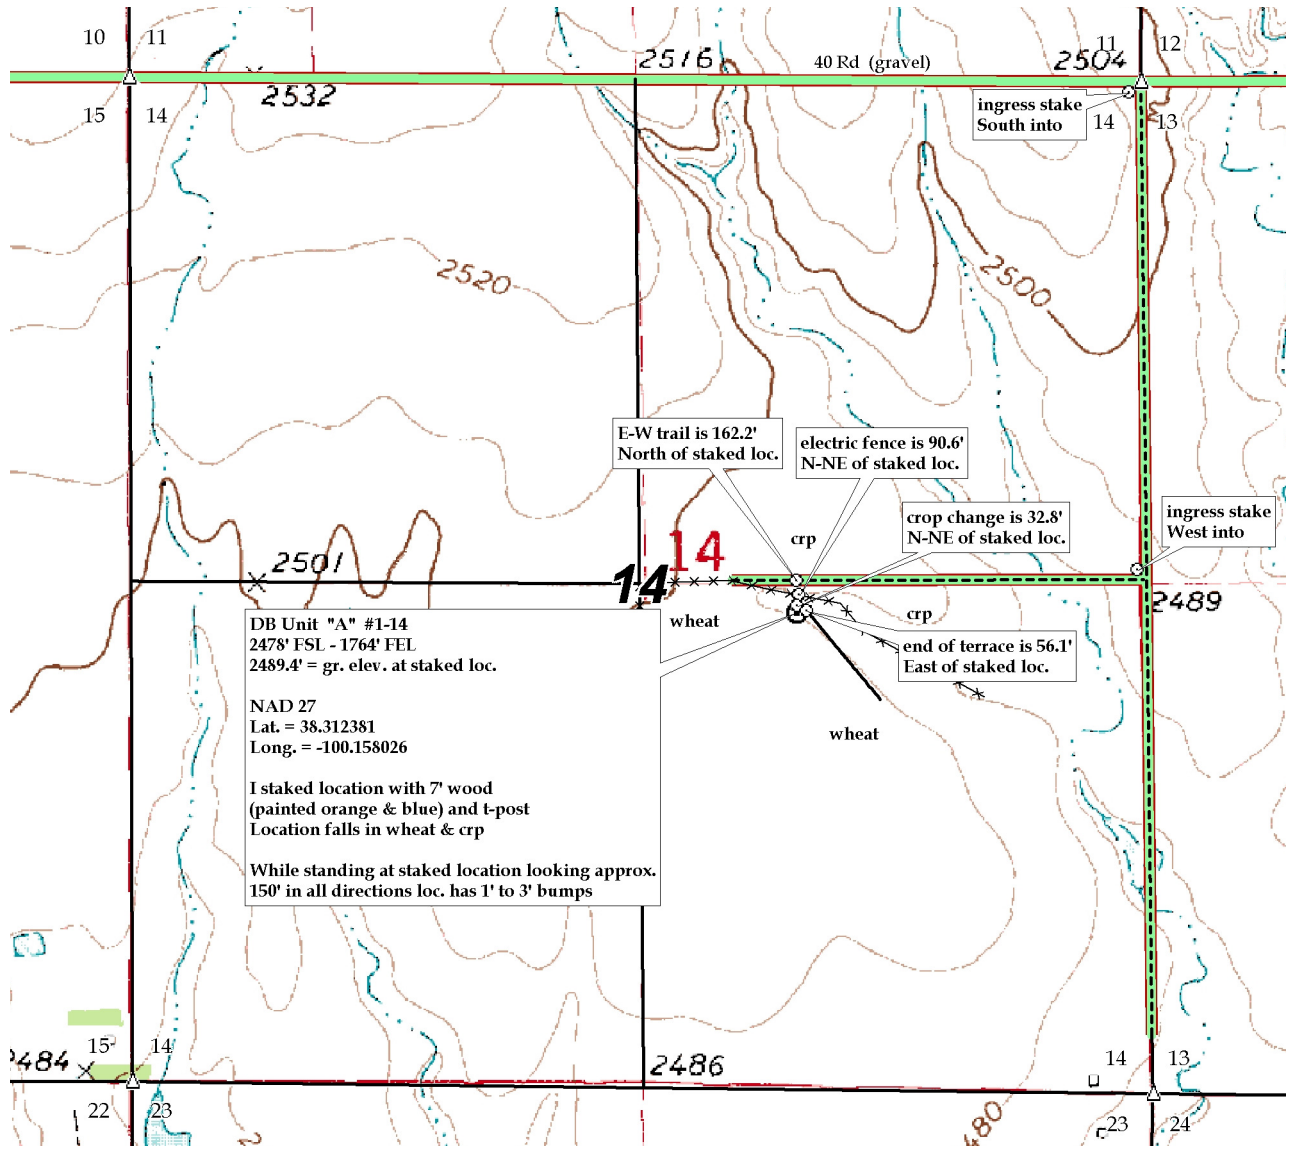 10
11
11
12
2516
40 Rd (gravel)
2504
2532
ingress stake
South into
15
14
14
13
2520
2500
E-W trail is 162.2'
North of staked loc.
electric fence is 90.6'
N-NE of staked loc.
crop change is 32.8'
N-NE of staked loc.
ingress stake
West into
crp
14
2501
14
2489
wheat
crp
DB Unit "A" #1-14
2478' FSL - 1764' FEL
2489.4' = gr. elev. at staked loc.
NAD 27
Lat. = 38.312381
Long. = -100.158026
I staked location with 7' wood
(painted orange & blue) and t-post
Location falls in wheat & crp
While standing at staked location looking approx.
150' in all directions loc. has 1' to 3' bumps
end of terrace is 56.1'
East of staked loc.
wheat
15
14
2484
2486
14
13
22
23
480
23
24